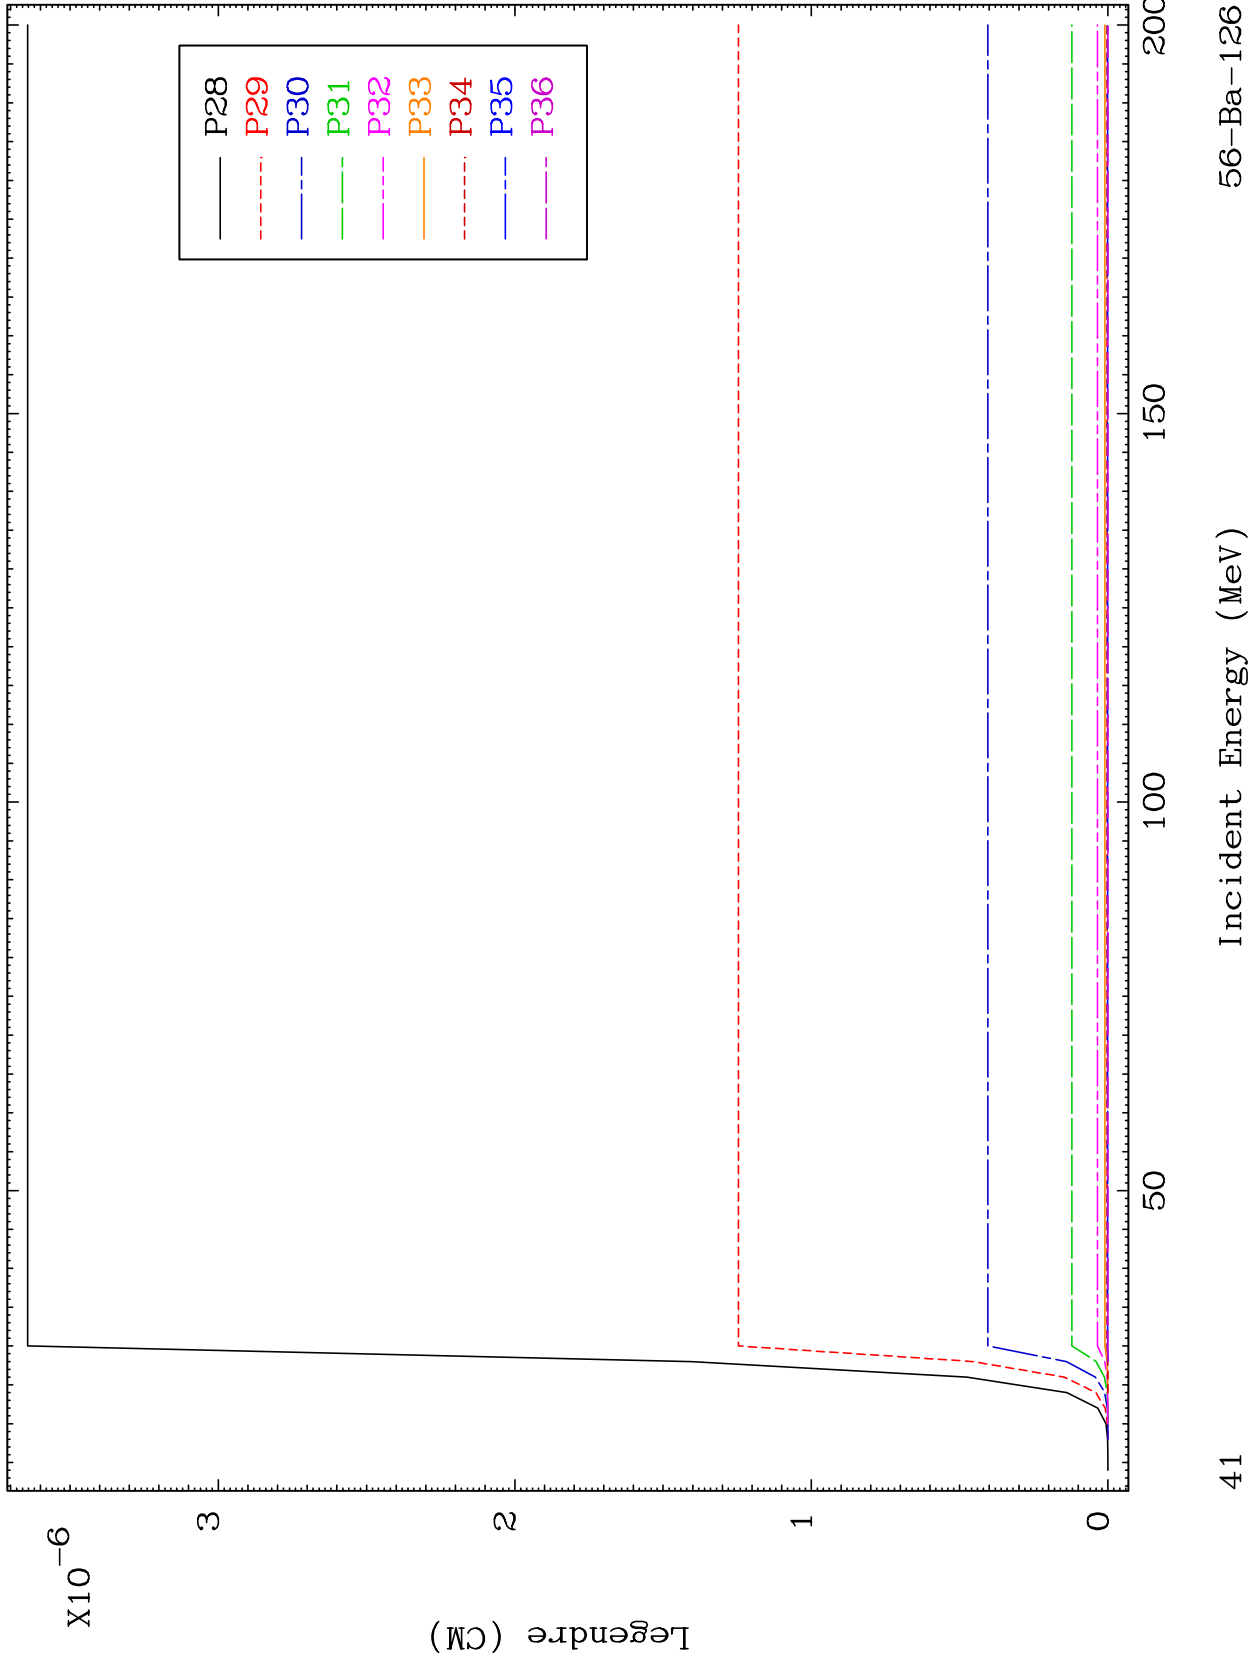 X10-6
3
2
1
0
Legendre (CM)
P28
P29
P30
P31
P32
P33
P34
P35
P36
50
100
150
200
Incident Energy (MeV)
41
56-Ba-126